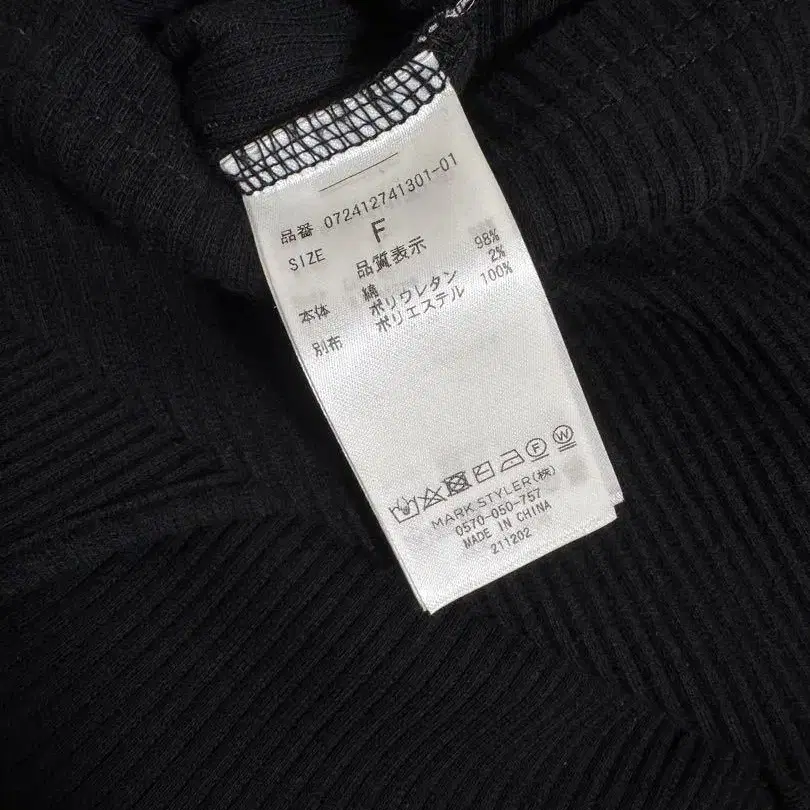 品番 072412741301-01
SIZE F
品質表示
本体 綿 98%
ポリウレタン 2%
別布 ポリエステル 100%
F W
MARK STYLER(株)
0570-050-757
MADE IN CHINA
211202